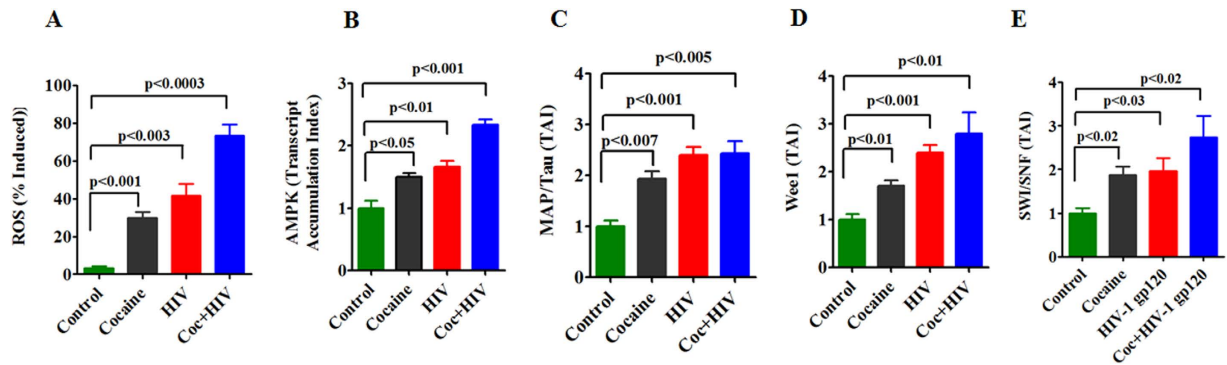 A
ROS (% Induced)]
100
80
60
40
20
0
p<0.0003
p<0.003
p<0.001
Control
Cocaine
HIV
Coc+HIV
B
AMPK (Transcript
Accumulation Index)
3
2
1
0
p<0.001
p<0.01
p<0.05
Control
Cocaine
HIV
Coc+HIV
C
MAP/Tau (TAI)
4
3
2
1
0
p<0.005
p<0.001
p<0.007
Control
Cocaine
HIV
Coc+HIV
D
Wee1 (TAI)
4
3
2
1
0
p<0.01
p<0.001
p<0.01
Control
Cocaine
HIV
Coc+HIV
E
SWI/SNF (TAI)
4
3
2
1
0
p<0.02
p<0.03
p<0.02
Control
Cocaine
HIV-1 gp120
Coc+HIV-1 gp120